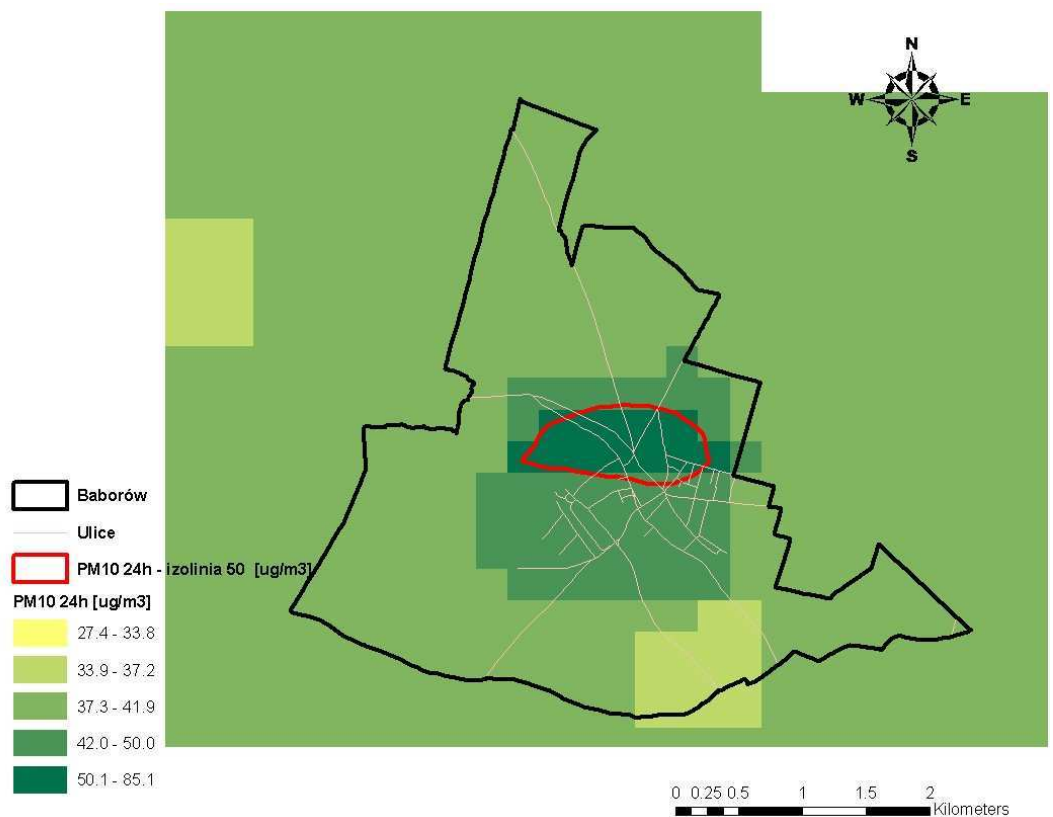 N
W E
S
Baborów
Ulice
PM10 24h - izolinia 50 [ug/m3]
PM10 24h [ug/m3]
27.4 - 33.8
33.9 - 37.2
37.3 - 41.9
42.0 - 50.0
50.1 - 85.1
0 0.25 0.5 1 1.5 2
Kilometers